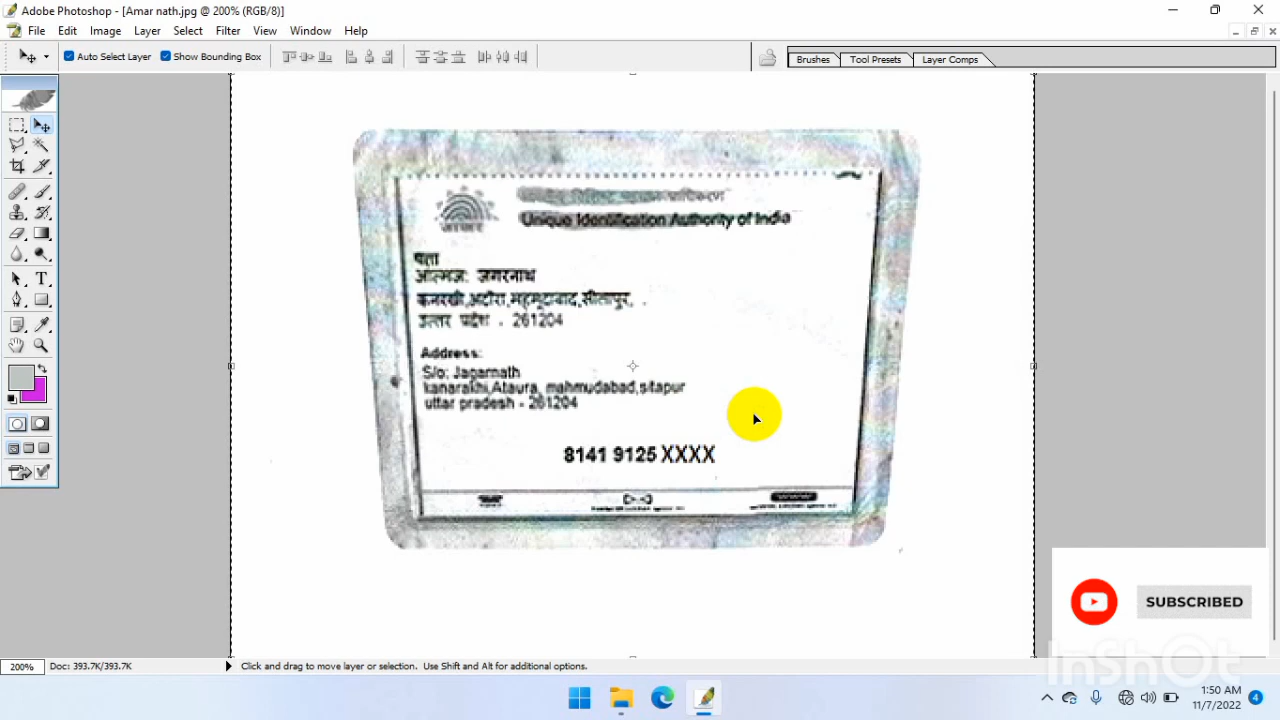 Adobe Photoshop - [Amar nath.jpg @ 200% (RGB/8)]
File Edit Image Layer Select Filter View Window Help
Auto Select Layer Show Bounding Box
Brushes Tool Presets Layer Comps
Unique Identification Authority of India
पता
आत्मज: जगरनाथ
कनरखी,अटौरा,महमूदाबाद,सीतापुर,
उत्तर प्रदेश - 261204
Address:
S/o: Jagarnath
kanarakhi,Ataura, mahmudabad,sitapur
uttar pradesh - 261204
8141 9125 XXXX
SUBSCRIBED
InShOt
200% Doc: 393.7K/393.7K Click and drag to move layer or selection. Use Shift and Alt for additional options.
1:50 AM
11/7/2022
4